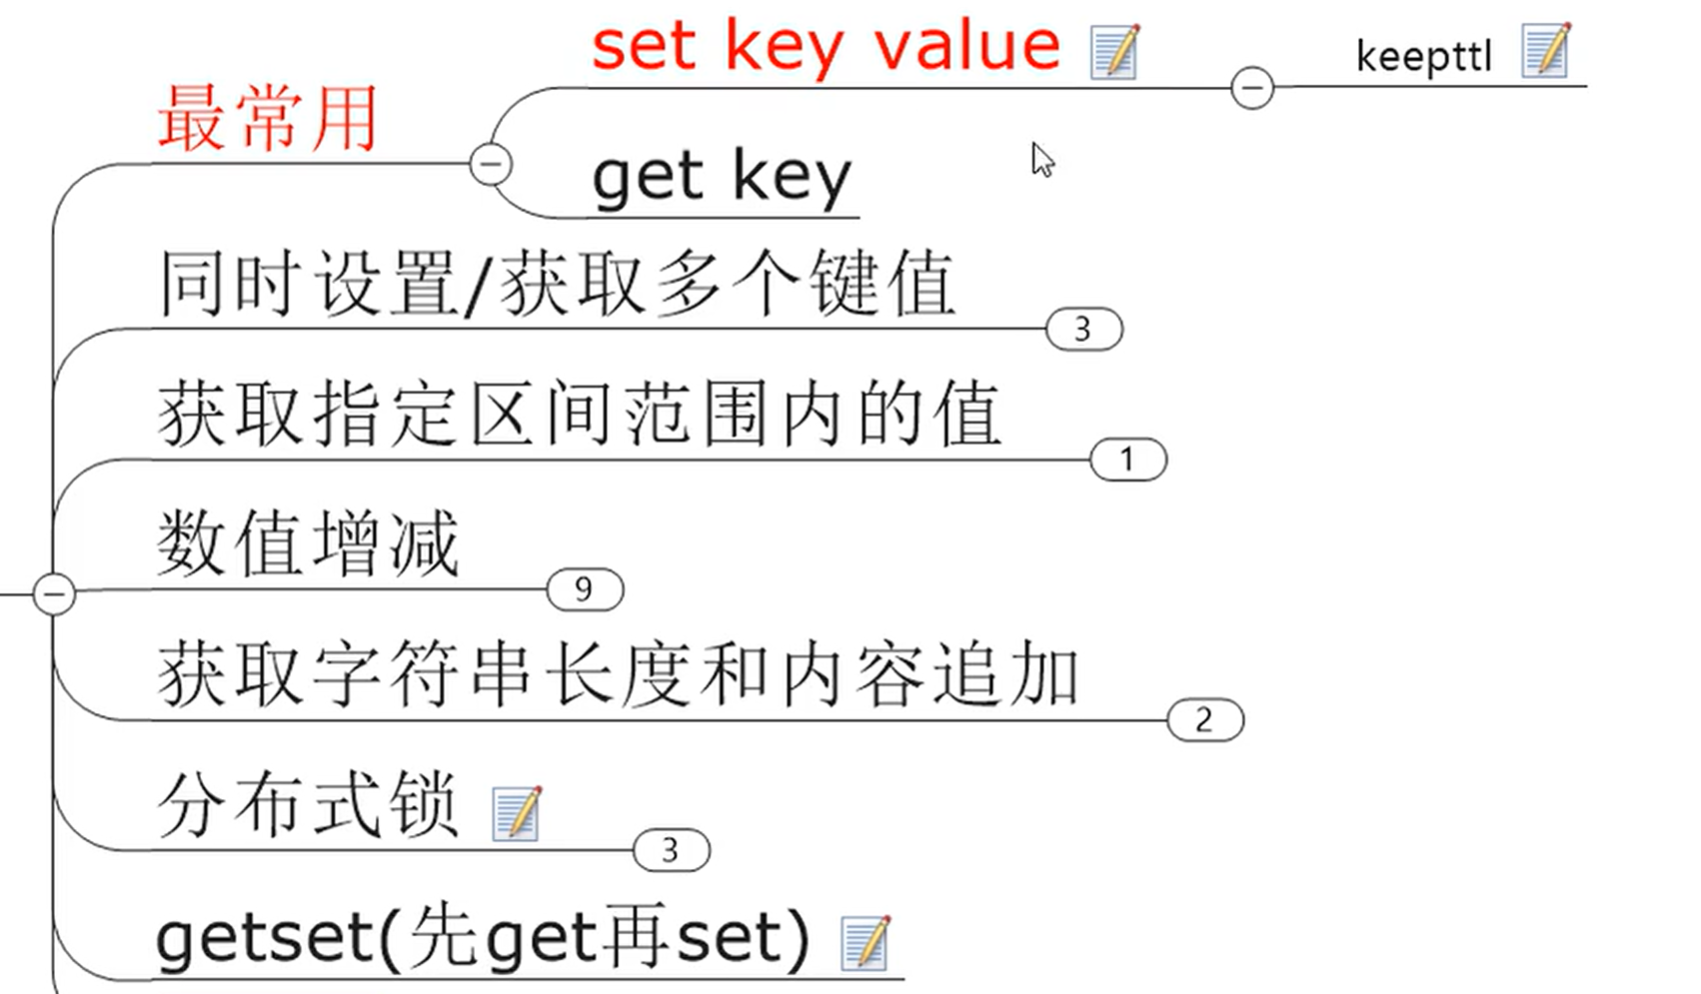 set key value
keepttl
最常用
get key
同时设置/获取多个键值
3
获取指定区间范围内的值
1
数值增减
9
获取字符串长度和内容追加
2
分布式锁
3
getset(先get再set)